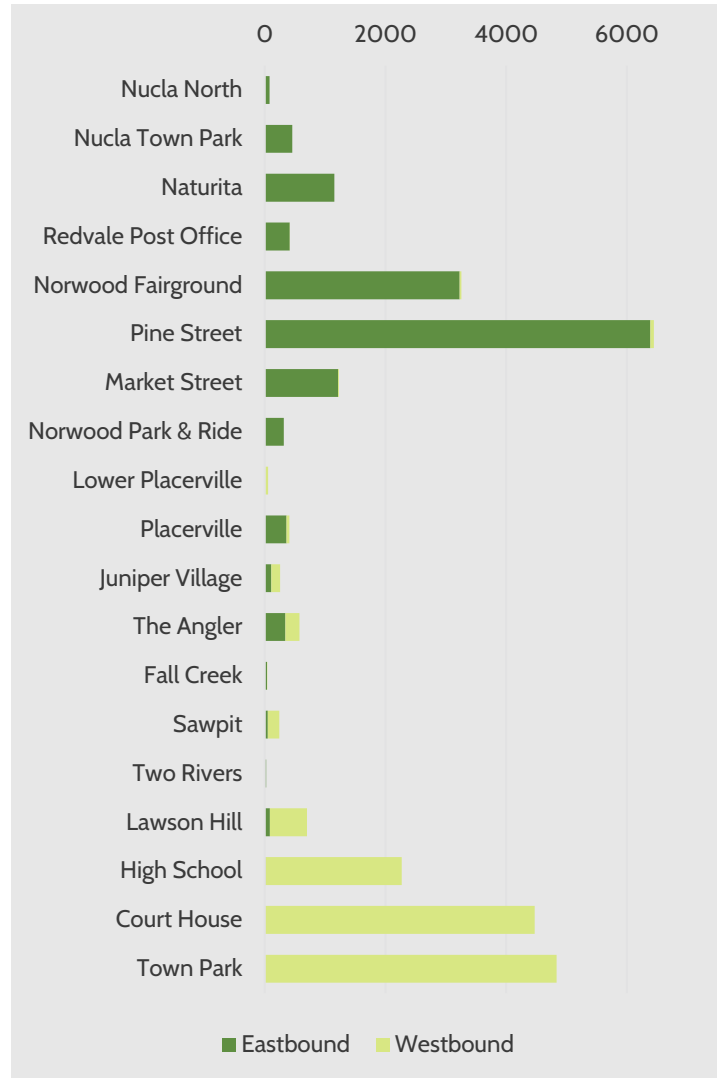 0 2000 4000 6000
Nucla North
Nucla Town Park
Naturita
Redvale Post Office
Norwood Fairground
Pine Street
Market Street
Norwood Park & Ride
Lower Placerville
Placerville
Juniper Village
The Angler
Fall Creek
Sawpit
Two Rivers
Lawson Hill
High School
Court House
Town Park
Eastbound Westbound